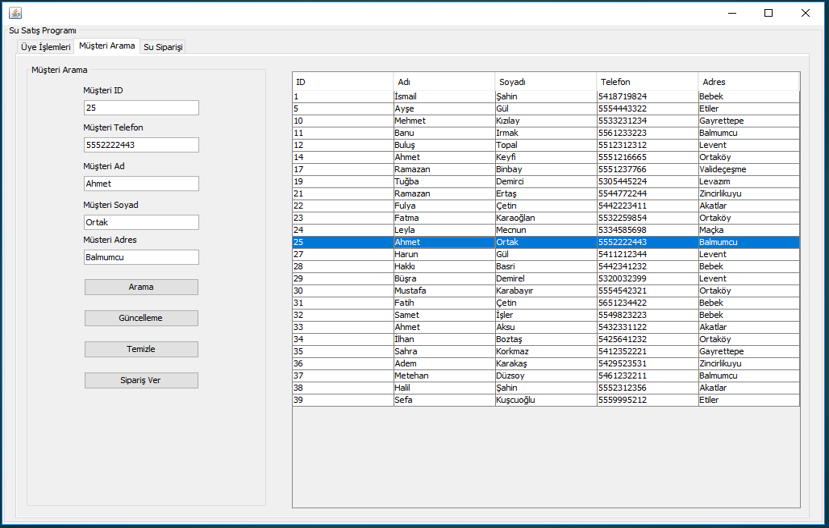 Su Satış Programı
Üye İşlemleri Müşteri Arama Su Siparişi
Müşteri Arama
Müşteri ID
25
Müşteri Telefon
5552222443
Müşteri Ad
Ahmet
Müşteri Soyad
Ortak
Müsteri Adres
Balmumcu
Arama
Güncelleme
Temizle
Sipariş Ver
ID Adı Soyadı Telefon Adres
1 İsmail Şahin 5418719824 Bebek
5 Ayşe Gül 5554443322 Etiler
10 Mehmet Kızılay 5533231234 Gayrettepe
11 Banu Irmak 5561233223 Balmumcu
12 Buluş Topal 5512312312 Levent
14 Ahmet Keyfi 5551216665 Ortaköy
17 Ramazan Binbay 5551237766 Valideçeşme
19 Tuğba Demirci 5305445224 Levazım
21 Ramazan Ertaş 5544772244 Zincirlikuyu
22 Fulya Çetin 5442223411 Akatlar
23 Fatma Karaoğlan 5532259854 Ortaköy
24 Leyla Mecnun 5334585698 Maçka
25 Ahmet Ortak 5552222443 Balmumcu
27 Harun Gül 5411212344 Levent
28 Hakkı Basri 5442341232 Bebek
29 Büşra Demirel 5320032399 Levent
30 Mustafa Karabayır 5554542321 Ortaköy
31 Fatih Çetin 5651234422 Bebek
32 Samet İşler 5549823223 Bebek
33 Ahmet Aksu 5432331122 Akatlar
34 İlhan Boztaş 5425641232 Ortaköy
35 Sahra Korkmaz 5412352221 Gayrettepe
36 Adem Karakaş 5429523531 Zincirlikuyu
37 Metehan Düzsoy 5461232211 Balmumcu
38 Halil Şahin 5552312356 Akatlar
39 Sefa Kuşcuoğlu 5559995212 Etiler